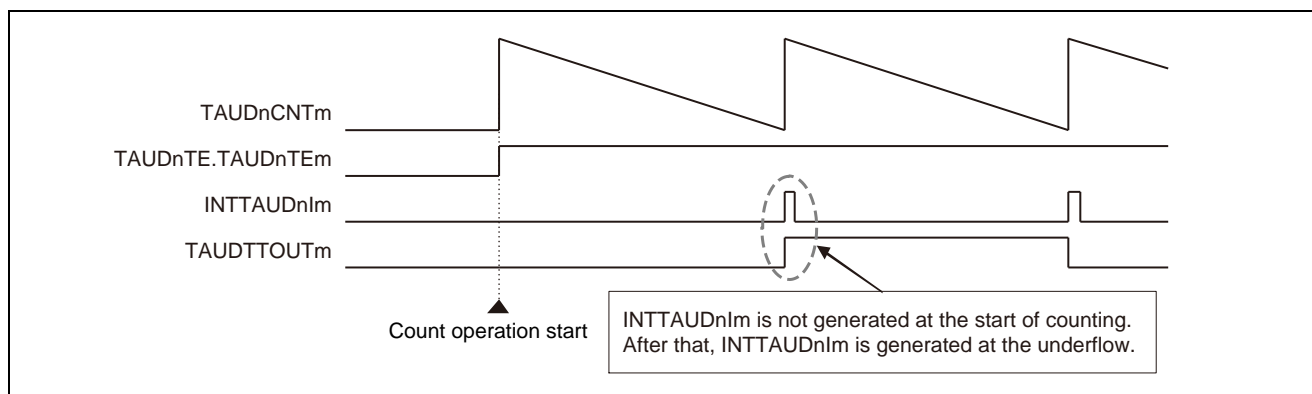 TAUDnCNTm
TAUDnTE.TAUDnTEm
INTTAUDnIm
TAUDTTOUTm
Count operation start
INTTAUDnIm is not generated at the start of counting.
After that, INTTAUDnIm is generated at the underflow.